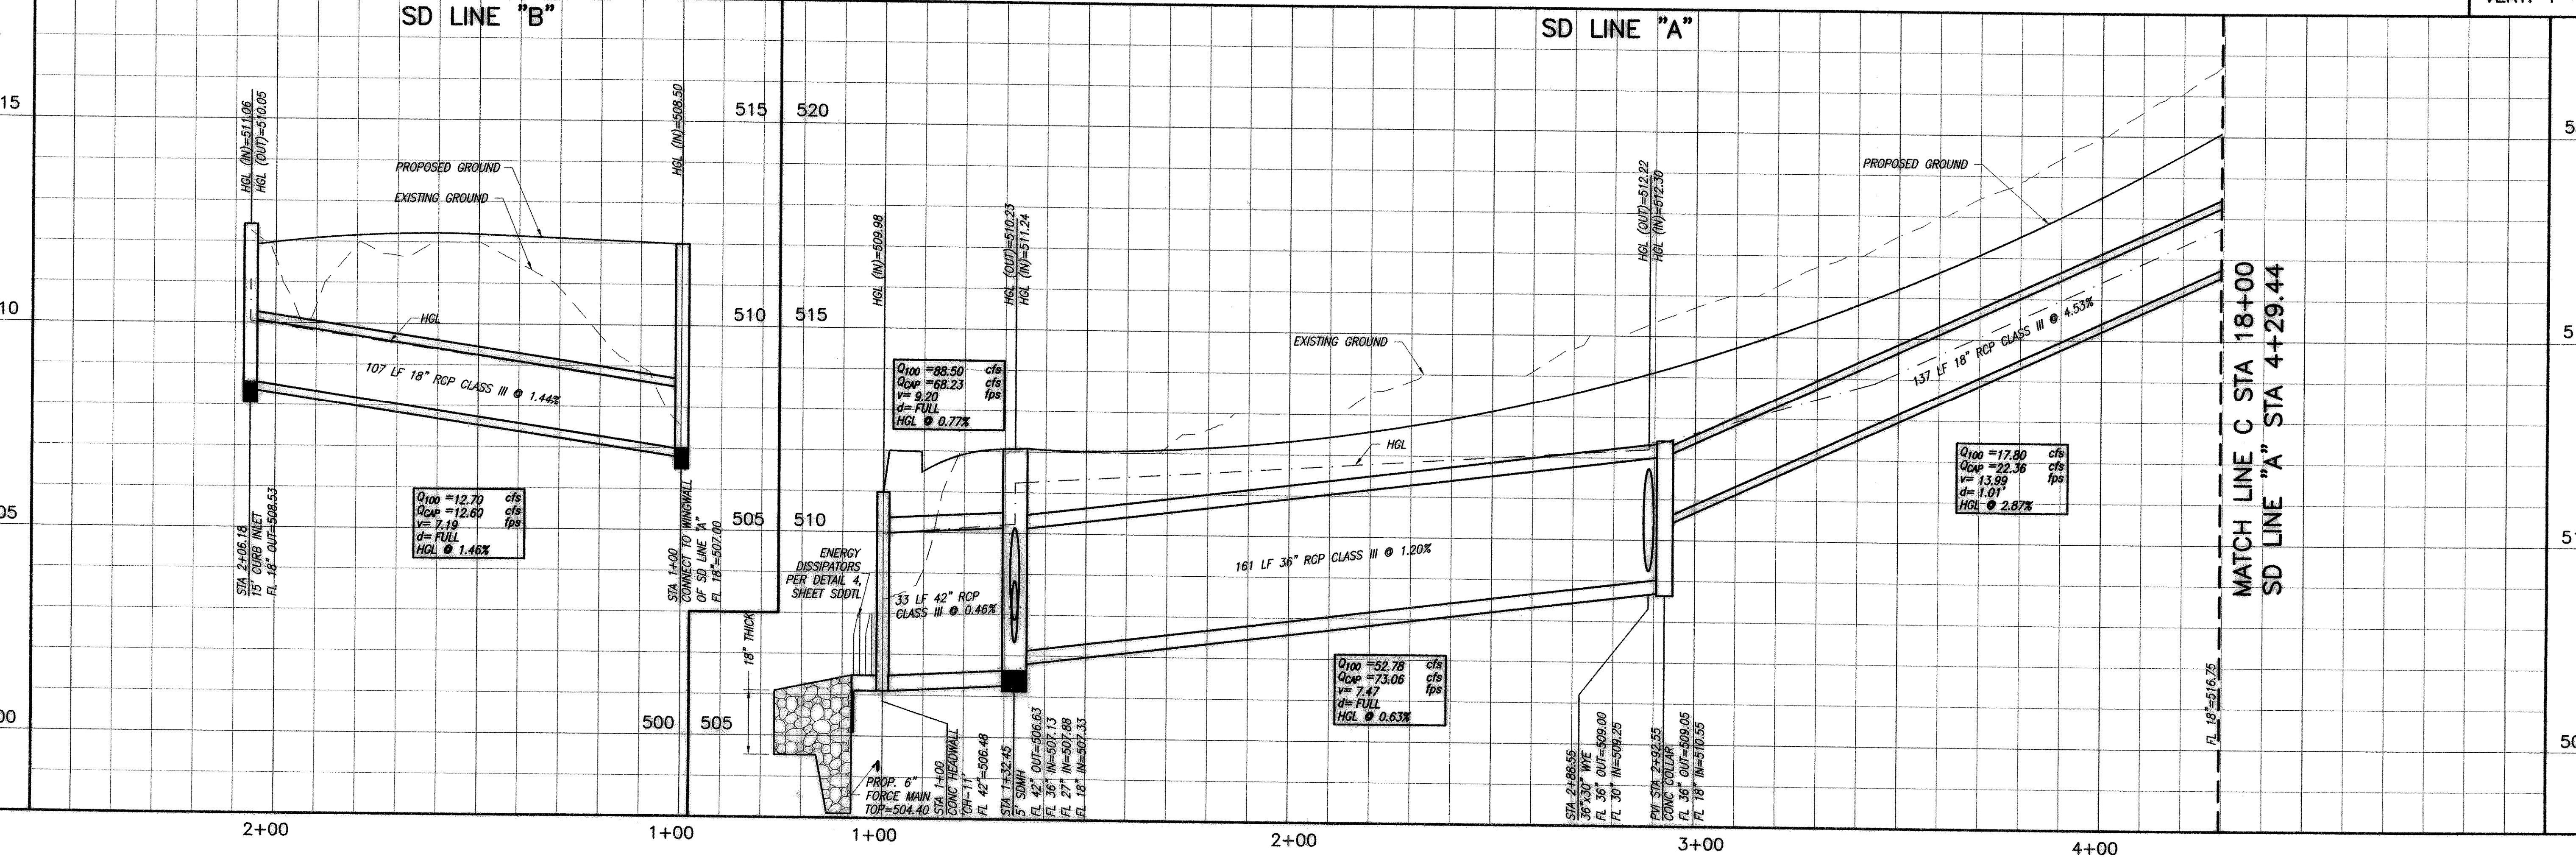 SD LINE "B"
SD LINE "A"
15
10
05
00
515
510
505
500
520
515
510
505
HGL (IN)=511.06
HGL (OUT)=510.05
HGL (IN)=508.50
PROPOSED GROUND
EXISTING GROUND
HGL
107 LF 18" RCP CLASS III @ 1.44%
Q100 =12.70 cfs
QCAP =12.60 cfs
v= 7.19 fps
d= FULL
HGL @ 1.46%
STA 2+06.18
15' CURB INLET
FL 18" OUT=508.53
STA 1+00
CONNECT TO WINGWALL
OF SD LINE "A"
FL 18"=507.00
2+00
1+00
HGL (IN)=509.98
HGL (OUT)=510.23
HGL (IN)=511.24
HGL (OUT)=512.22
HGL (IN)=512.30
PROPOSED GROUND
EXISTING GROUND
HGL
Q100 =88.50 cfs
QCAP =68.23 cfs
v= 9.20 fps
d= FULL
HGL @ 0.77%
ENERGY
DISSIPATORS
PER DETAIL 4,
SHEET SDDTL
18" THICK
33 LF 42" RCP
CLASS III @ 0.46%
161 LF 36" RCP CLASS III @ 1.20%
137 LF 18" RCP CLASS III @ 4.53%
Q100 =52.78 cfs
QCAP =73.06 cfs
v= 7.47 fps
d= FULL
HGL @ 0.63%
Q100 =17.80 cfs
QCAP =22.36 cfs
v= 13.99 fps
d= 1.01'
HGL @ 2.87%
PROP. 6"
FORCE MAIN
TOP=504.40
STA 1+00
CONC HEADWALL
'CH-11'
FL 42"=506.48
STA 1+32.45
5' SDMH
FL 42" OUT=506.63
FL 36" IN=507.13
FL 27" IN=507.88
FL 18" IN=507.33
STA 2+88.55
36"x30" WYE
FL 36" OUT=509.00
FL 30" IN=509.25
PVI STA 2+92.55
CONC COLLAR
FL 36" OUT=509.05
FL 18" IN=510.55
FL 18"=516.75
MATCH LINE C STA 18+00
SD LINE "A" STA 4+29.44
1+00
2+00
3+00
4+00